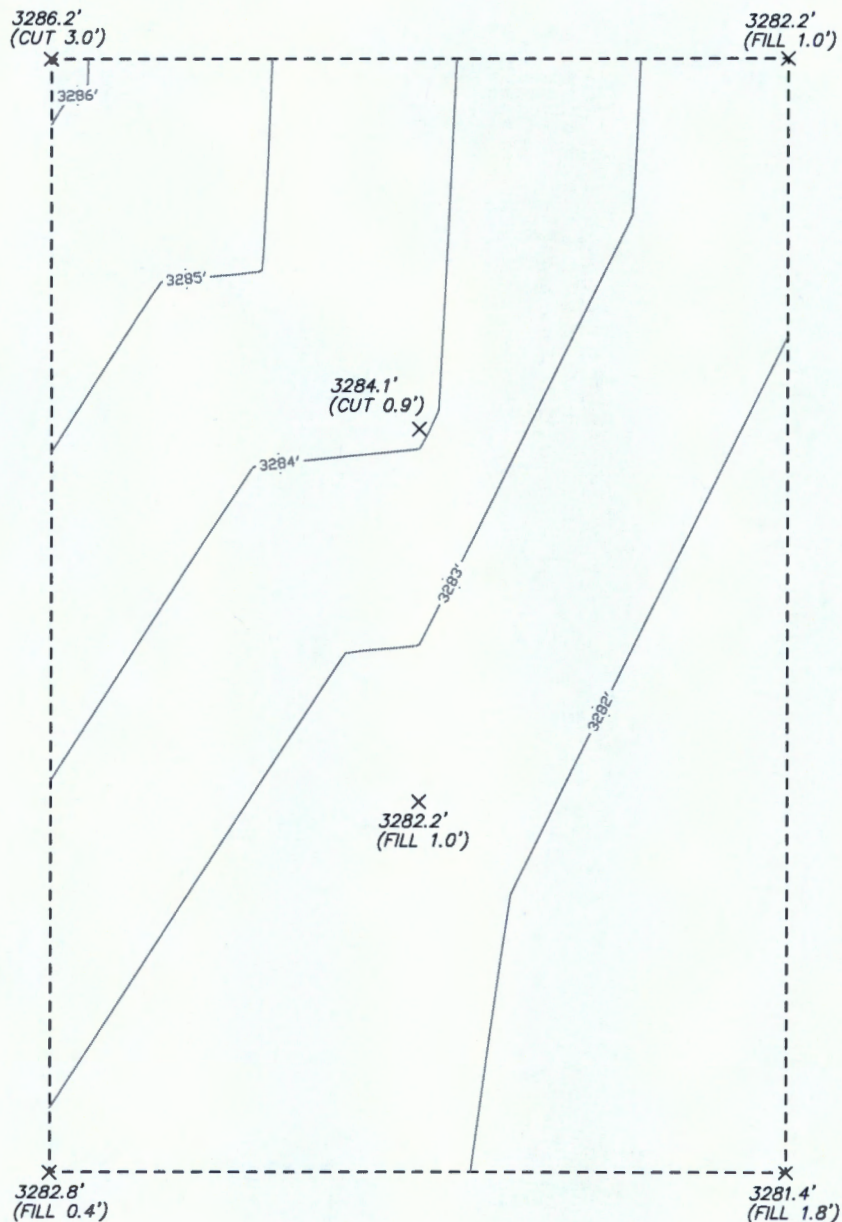 3286.2'
(CUT 3.0')
3282.2'
(FILL 1.0')
3286'
3285'
3284.1'
(CUT 0.9')
3284'
3283'
3282'
3282.2'
(FILL 1.0')
3282.8'
(FILL 0.4')
3281.4'
(FILL 1.8')